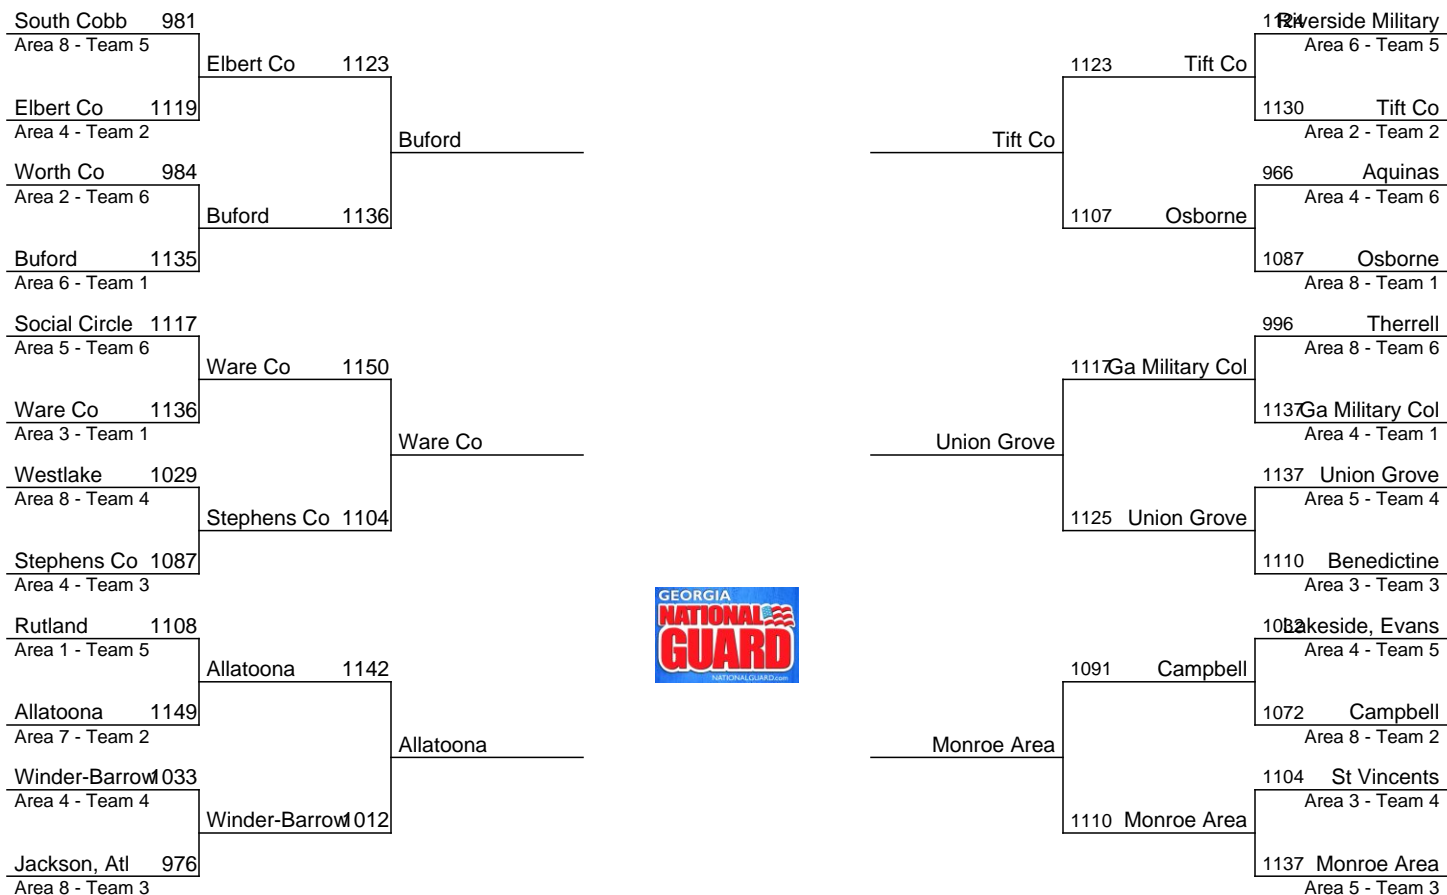 South Cobb 981
Area 8 - Team 5
Elbert Co 1123
Elbert Co 1119
Area 4 - Team 2
Buford
Worth Co 984
Area 2 - Team 6
Buford 1136
Buford 1135
Area 6 - Team 1
Social Circle 1117
Area 5 - Team 6
Ware Co 1150
Ware Co 1136
Area 3 - Team 1
Ware Co
Westlake 1029
Area 8 - Team 4
Stephens Co 1104
Stephens Co 1087
Area 4 - Team 3
Rutland 1108
Area 1 - Team 5
Allatoona 1142
Allatoona 1149
Area 7 - Team 2
Allatoona
Winder-Barrow 1033
Area 4 - Team 4
Winder-Barrow 1012
Jackson, Atl 976
Area 8 - Team 3
GEORGIA
NATIONAL
GUARD
NATIONALGUARD.com
1124 Riverside Military
Area 6 - Team 5
1123 Tift Co
1130 Tift Co
Area 2 - Team 2
Tift Co
966 Aquinas
Area 4 - Team 6
1107 Osborne
1087 Osborne
Area 8 - Team 1
996 Therrell
Area 8 - Team 6
1117 Ga Military Col
1137 Ga Military Col
Area 4 - Team 1
Union Grove
1137 Union Grove
Area 5 - Team 4
1125 Union Grove
1110 Benedictine
Area 3 - Team 3
Lakeside, Evans
Area 4 - Team 5
1091 Campbell
1072 Campbell
Area 8 - Team 2
Monroe Area
1104 St Vincents
Area 3 - Team 4
1110 Monroe Area
1137 Monroe Area
Area 5 - Team 3